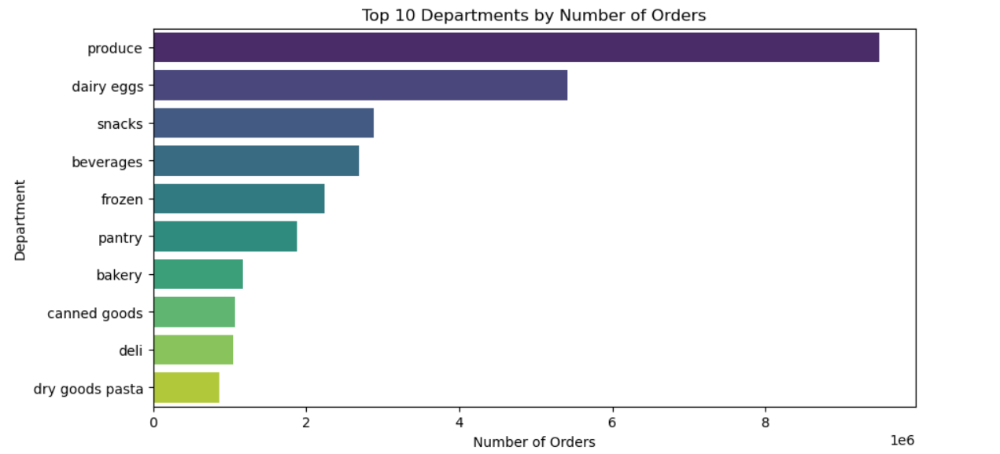 Top 10 Departments by Number of Orders
produce
dairy eggs
snacks
beverages
frozen
pantry
bakery
canned goods
deli
dry goods pasta
Department
0 2 4 6 8
1e6
Number of Orders